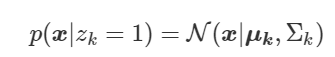 p(x|z_k = 1) = 𝒩(x|μ_k, Σ_k)